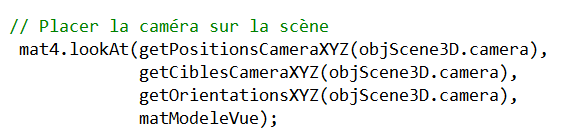 // Placer la caméra sur la scène
mat4.lookAt(getPositionsCameraXYZ(objScene3D.camera),
getCiblesCameraXYZ(objScene3D.camera),
getOrientationsXYZ(objScene3D.camera),
matModeleVue);